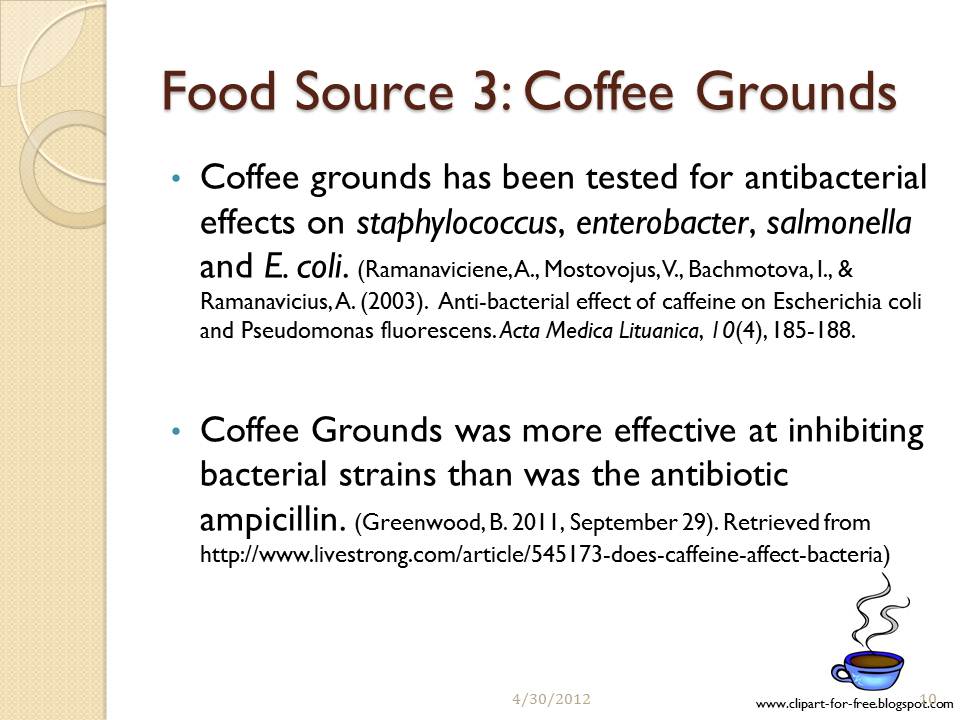 Food Source 3: Coffee Grounds
• Coffee grounds has been tested for antibacterial
effects on staphylococcus, enterobacter, salmonella
and E. coli. (Ramanaviciene, A., Mostovojus, V., Bachmotova, I., &
Ramanavicius, A. (2003). Anti-bacterial effect of caffeine on Escherichia coli
and Pseudomonas fluorescens. Acta Medica Lituanica, 10(4), 185-188.
• Coffee Grounds was more effective at inhibiting
bacterial strains than was the antibiotic
ampicillin. (Greenwood, B. 2011, September 29). Retrieved from
http://www.livestrong.com/article/545173-does-caffeine-affect-bacteria)
4/30/2012
10
www.clipart-for-free.blogspot.com